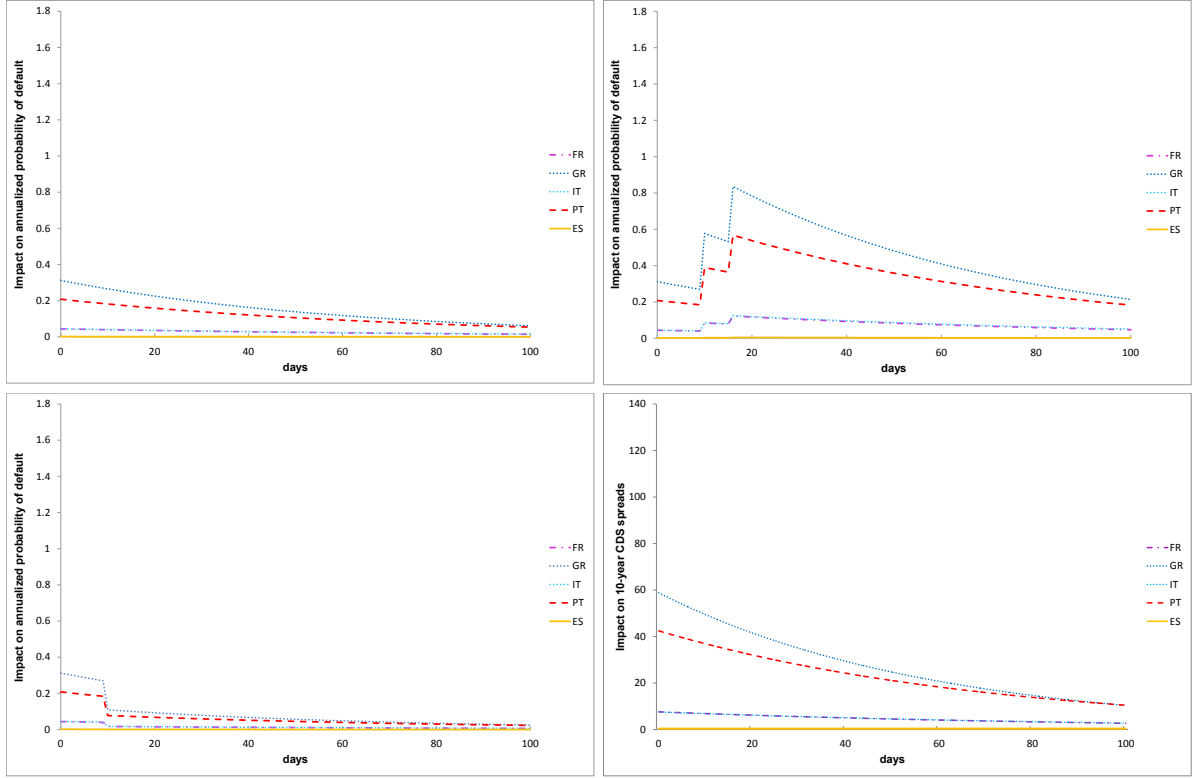 1.8
1.6
1.4
1.2
1
0.8
0.6
0.4
0.2
0
0 20 40 60 80 100
days
Impact on annualized probability of default
FR
GR
IT
PT
ES
1.8
1.6
1.4
1.2
1
0.8
0.6
0.4
0.2
0
0 20 40 60 80 100
days
Impact on annualized probability of default
FR
GR
IT
PT
ES
1.8
1.6
1.4
1.2
1
0.8
0.6
0.4
0.2
0
0 20 40 60 80 100
days
Impact on annualized probability of default
FR
GR
IT
PT
ES
140
120
100
80
60
40
20
0
0 20 40 60 80 100
days
Impact on 10-year CDS spreads
FR
GR
IT
PT
ES